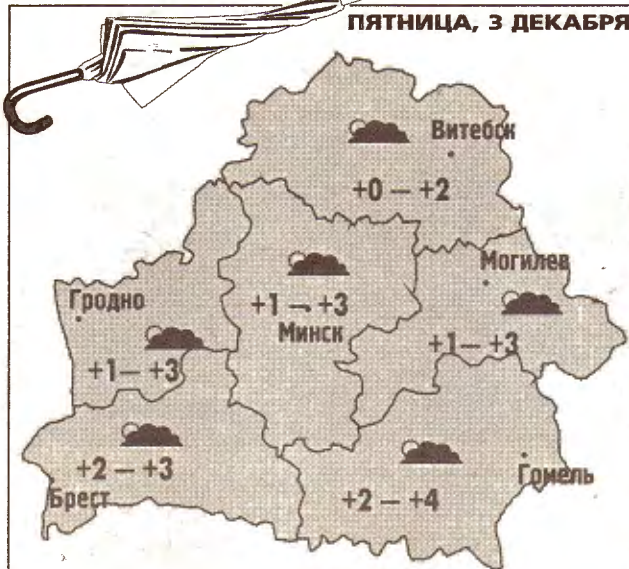 ПЯТНИЦА, 3 ДЕКАБРЯ
Витебск
+0 — +2
Могилев
+1 — +3
Минск
Гродно
+1 — +3
+1 — +3
+2 — +3
Брест
Гомель
+2 — +4